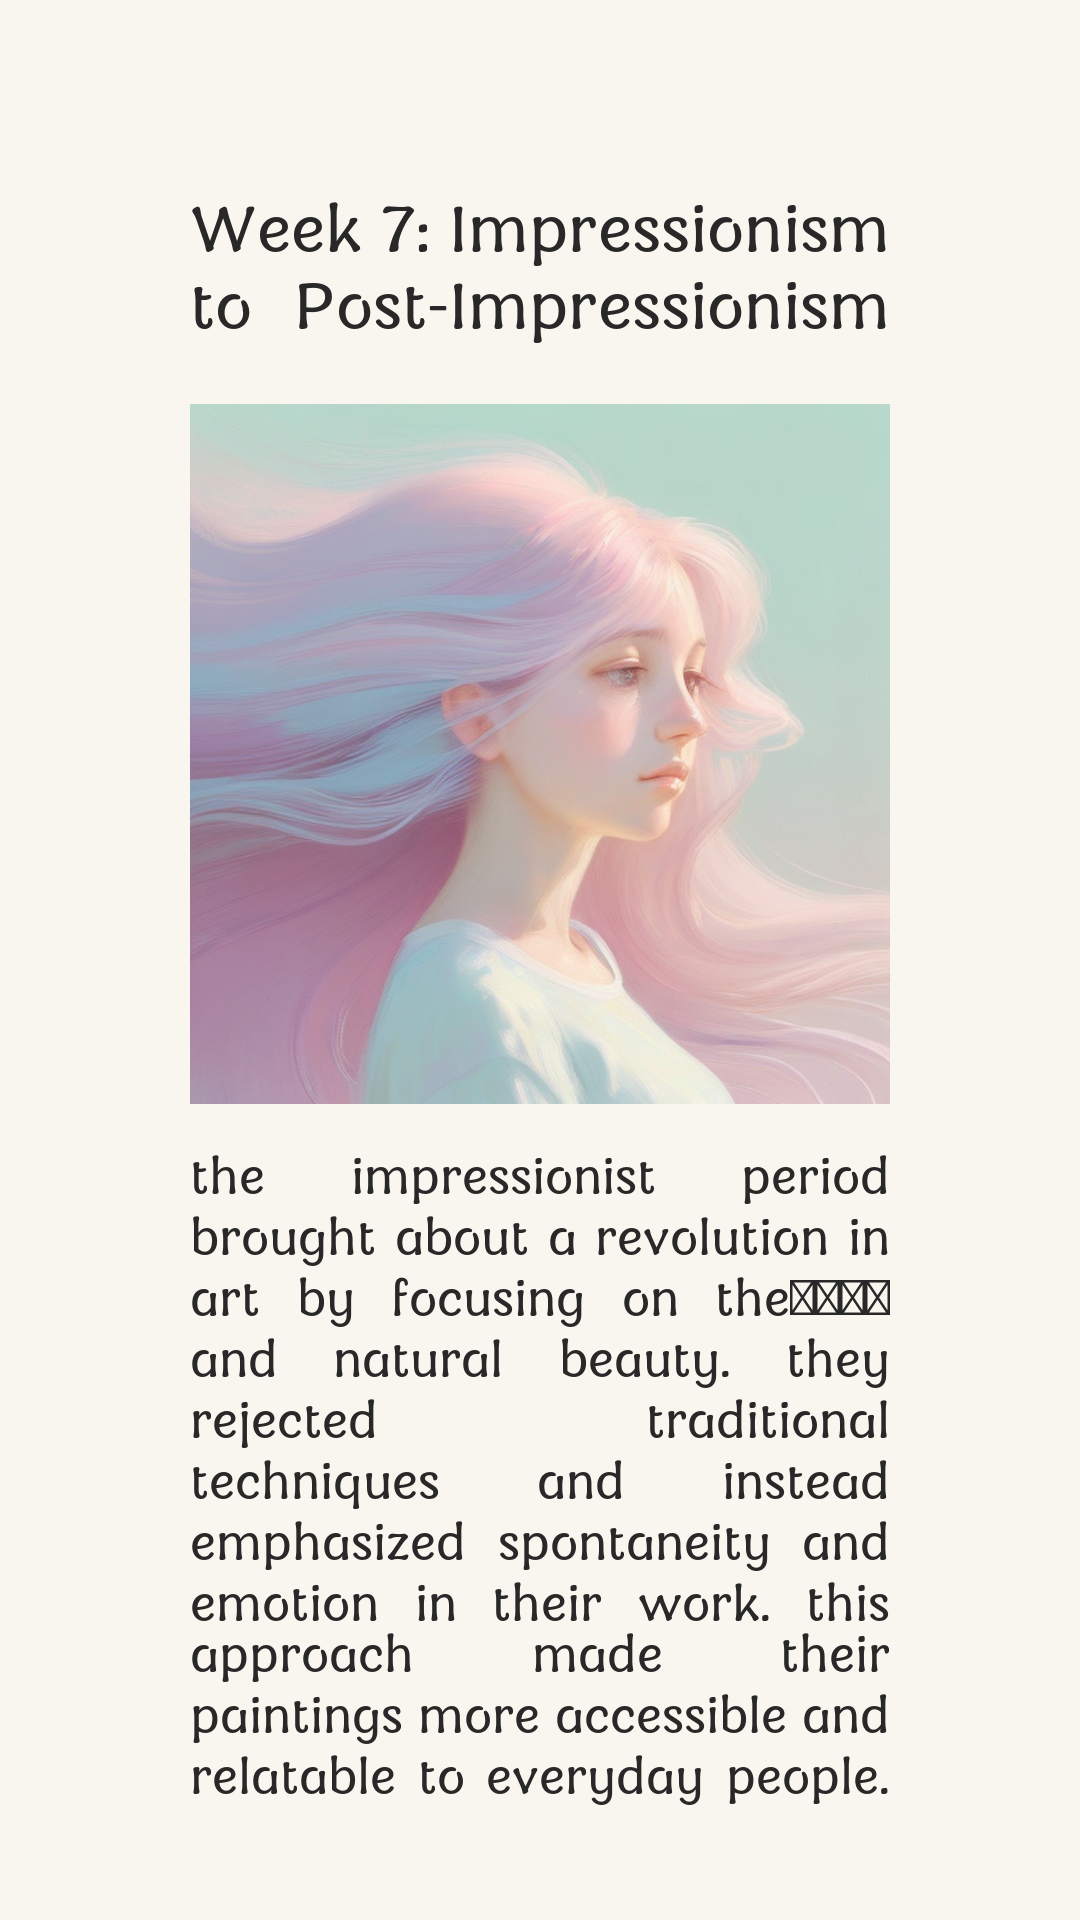 Week 7: Impressionism
to Post-Impressionism
the impressionist period
brought about a revolution in
art by focusing on the
and natural beauty. they
rejected traditional
techniques and instead
emphasized spontaneity and
emotion in their work. this
approach made their
paintings more accessible and
relatable to everyday people.